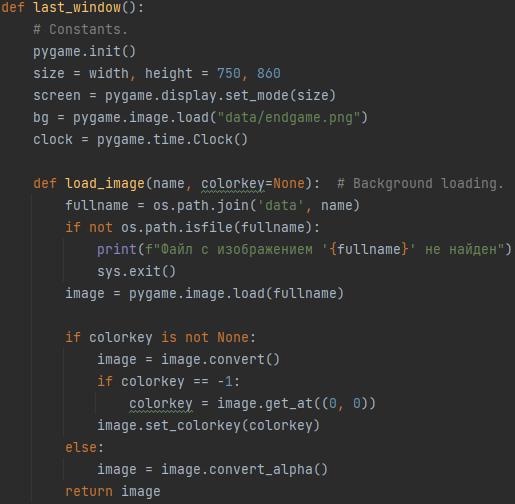 def last_window():
    # Constants.
    pygame.init()
    size = width, height = 750, 860
    screen = pygame.display.set_mode(size)
    bg = pygame.image.load("data/endgame.png")
    clock = pygame.time.Clock()

    def load_image(name, colorkey=None):  # Background loading.
        fullname = os.path.join('data', name)
        if not os.path.isfile(fullname):
            print(f"Файл с изображением '{fullname}' не найден")
            sys.exit()
        image = pygame.image.load(fullname)

        if colorkey is not None:
            image = image.convert()
            if colorkey == -1:
                colorkey = image.get_at((0, 0))
            image.set_colorkey(colorkey)
        else:
            image = image.convert_alpha()
        return image